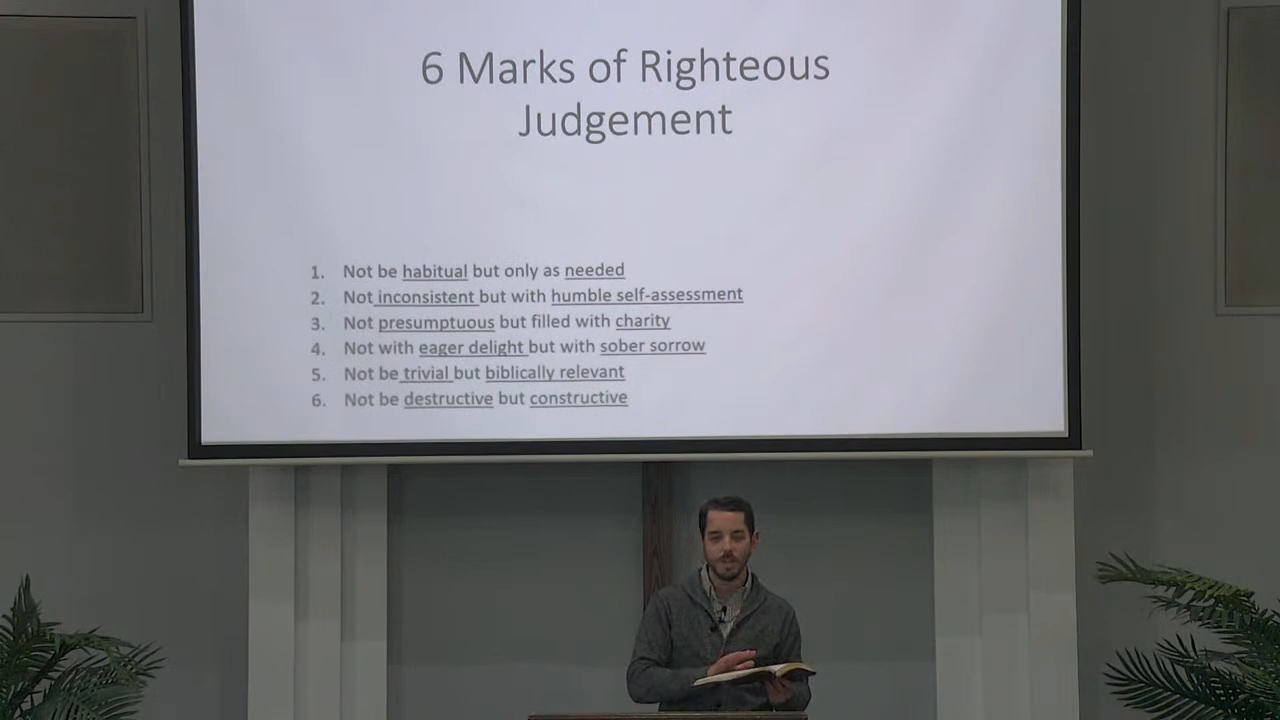 6 Marks of Righteous
Judgement
1. Not be habitual but only as needed
2. Not inconsistent but with humble self-assessment
3. Not presumptuous but filled with charity
4. Not with eager delight but with sober sorrow
5. Not be trivial but biblically relevant
6. Not be destructive but constructive